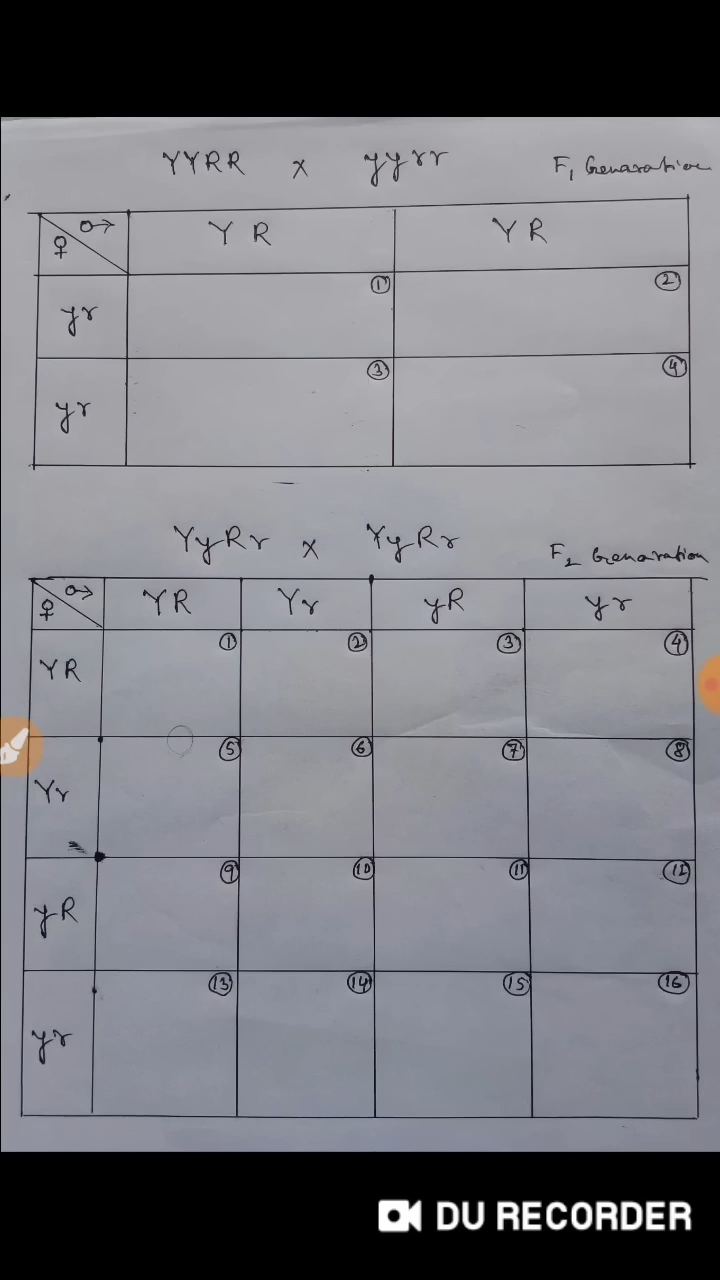 YYRR x yyrr F1 Genaration
♀ ♂ YR YR
yr ① ②
yr ③ ④
YyRr x YyRr F2 Genaration
♀ ♂ YR Yr yR yr
YR ① ② ③ ④
Yr ⑤ ⑥ ⑦ ⑧
yR ⑨ ⑩ ⑪ ⑫
yr ⑬ ⑭ ⑮ ⑯
DU RECORDER